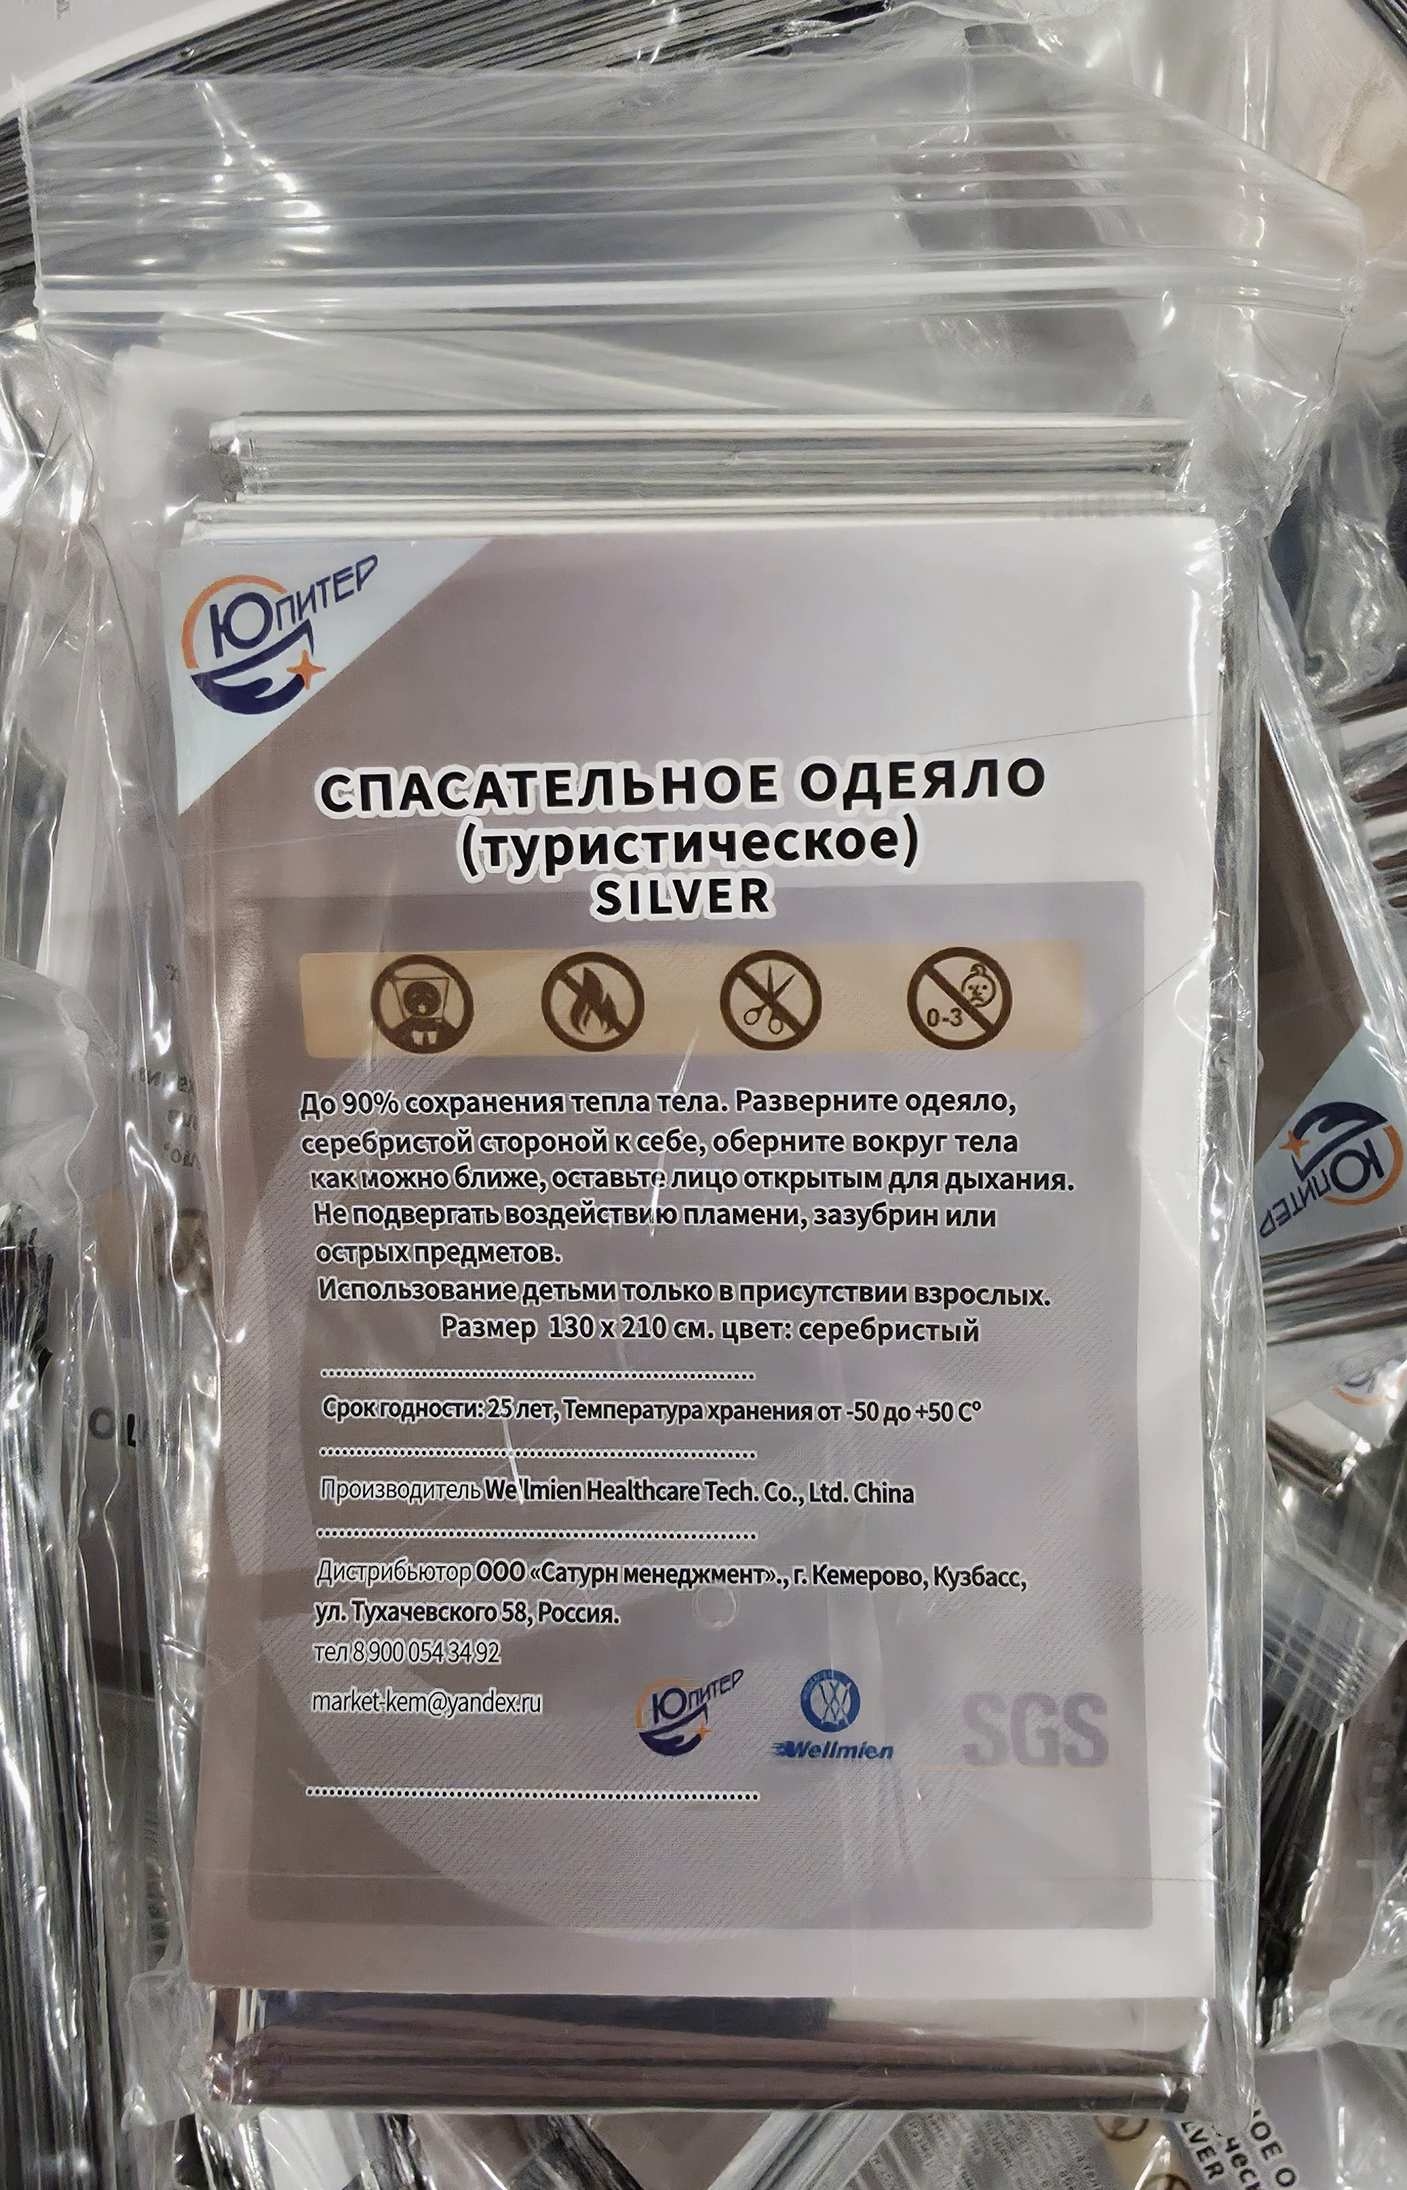 ЮПИТЕР
СПАСАТЕЛЬНОЕ ОДЕЯЛО
(туристическое)
SILVER
0-3
До 90% сохранения тепла тела. Разверните одеяло,
серебристой стороной к себе, оберните вокруг тела
как можно ближе, оставьте лицо открытым для дыхания.
Не подвергать воздействию пламени, зазубрин или
острых предметов.
Использование детьми только в присутствии взрослых.
Размер 130 х 210 см. цвет: серебристый
Срок годности: 25 лет, Температура хранения от -50 до +50 Cº
Производитель Wellmien Healthcare Tech. Co., Ltd. China
Дистрибьютор ООО «Сатурн менеджмент»., г. Кемерово, Кузбасс,
ул. Тухачевского 58, Россия.
тел 8 900 054 34 92
market-kem@yandex.ru
ЮПИТЕР
Wellmien
SGS
ЮПИТЕР